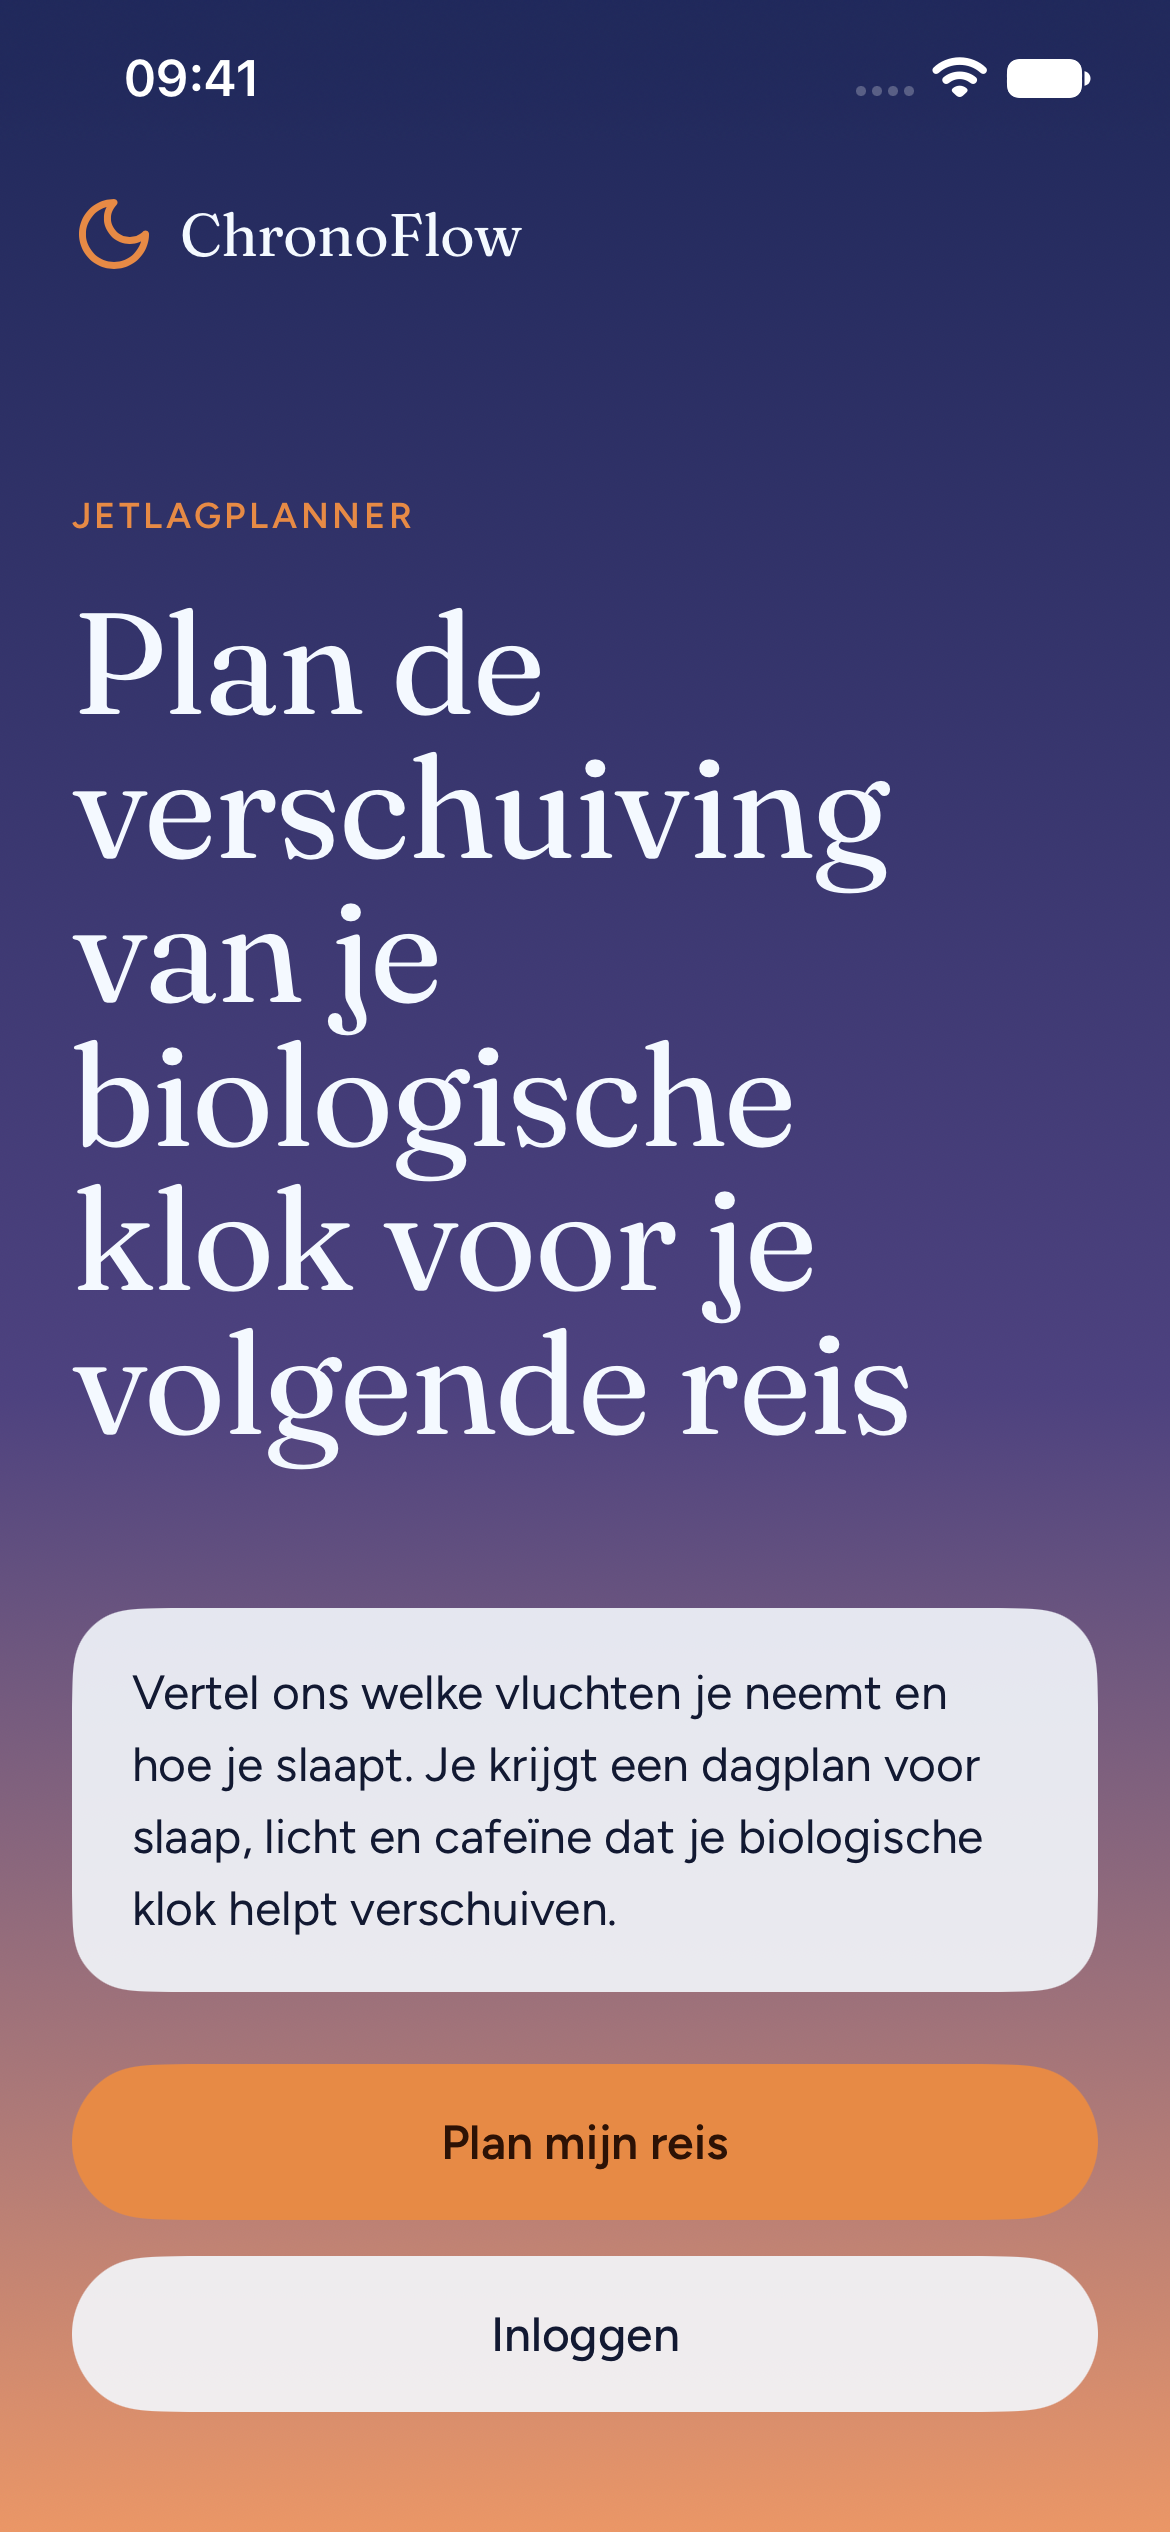 09:41
ChronoFlow
JETLAGPLANNER
Plan de
verschuiving
van je
biologische
klok voor je
volgende reis
Vertel ons welke vluchten je neemt en
hoe je slaapt. Je krijgt een dagplan voor
slaap, licht en cafeïne dat je biologische
klok helpt verschuiven.
Plan mijn reis
Inloggen